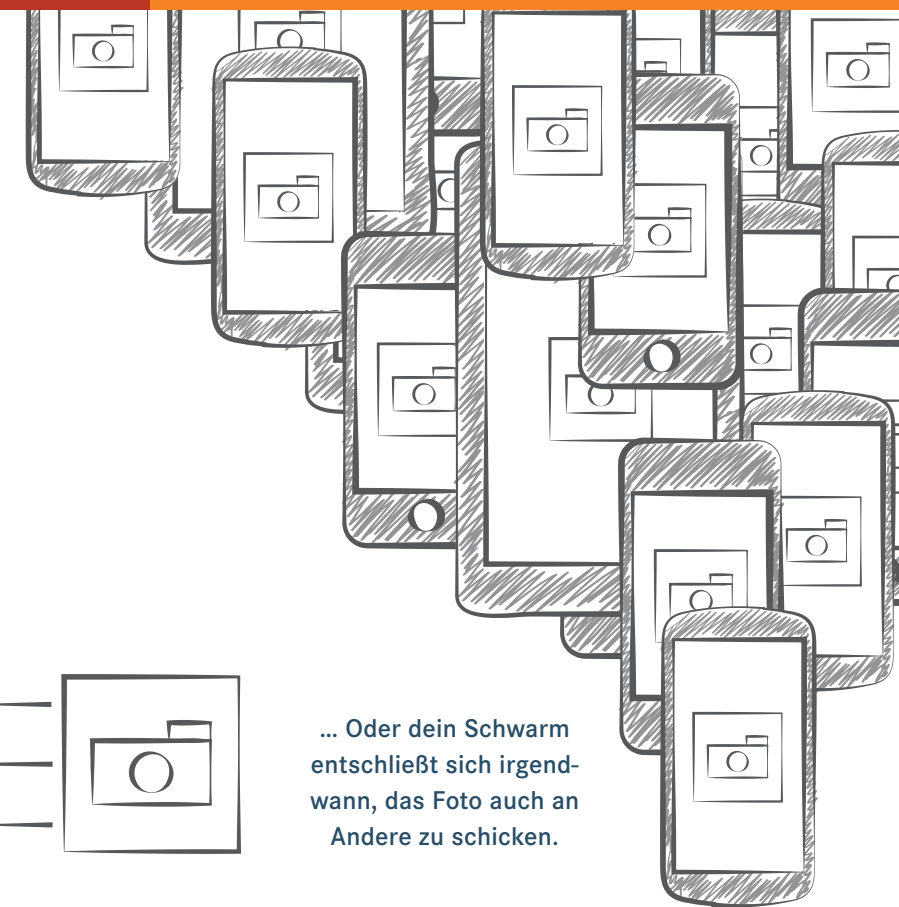 ... Oder dein Schwarm
entschließt sich irgend-
wann, das Foto auch an
Andere zu schicken.